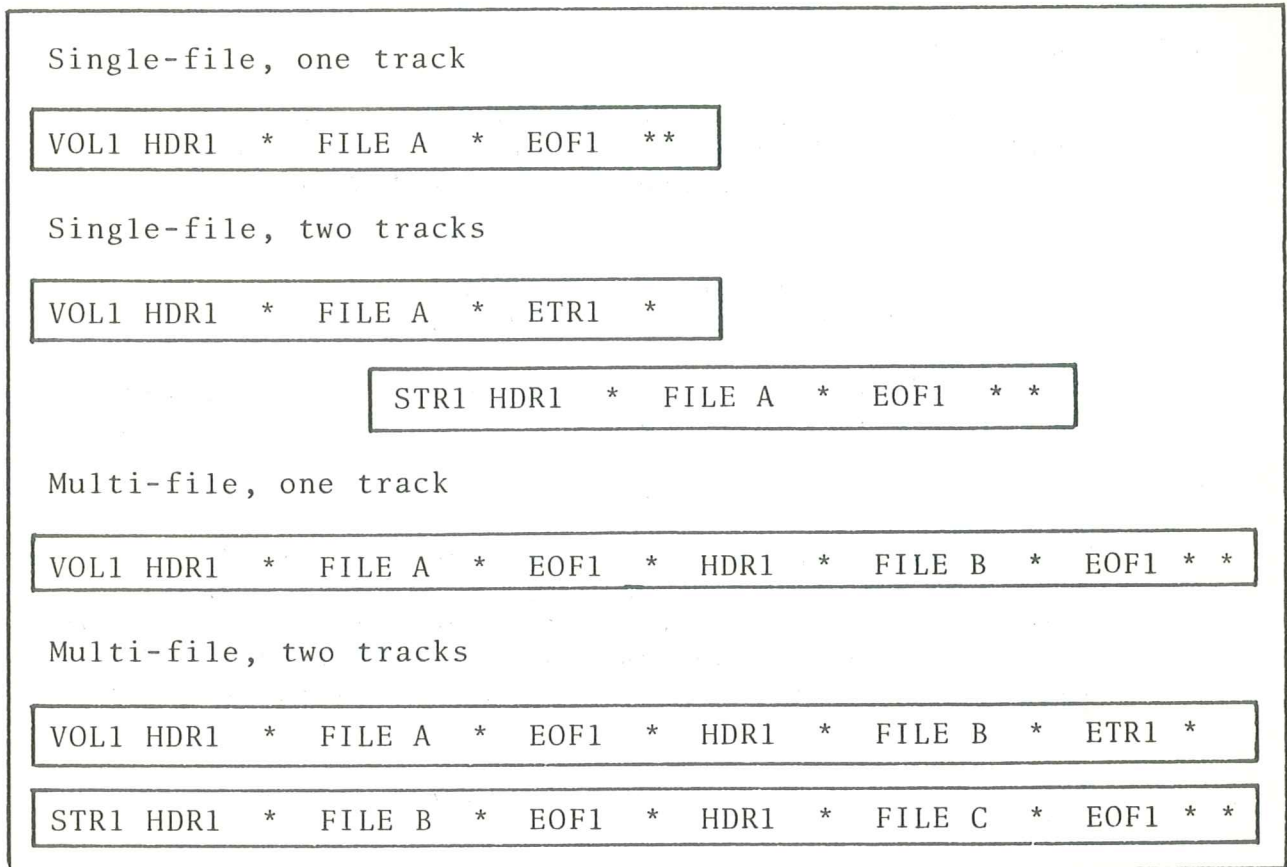 Single-file, one track
VOL1 HDR1 * FILE A * EOF1 **
Single-file, two tracks
VOL1 HDR1 * FILE A * ETR1 *
STR1 HDR1 * FILE A * EOF1 * *
Multi-file, one track
VOL1 HDR1 * FILE A * EOF1 * HDR1 * FILE B * EOF1 * *
Multi-file, two tracks
VOL1 HDR1 * FILE A * EOF1 * HDR1 * FILE B * ETR1 *
STR1 HDR1 * FILE B * EOF1 * HDR1 * FILE C * EOF1 * *